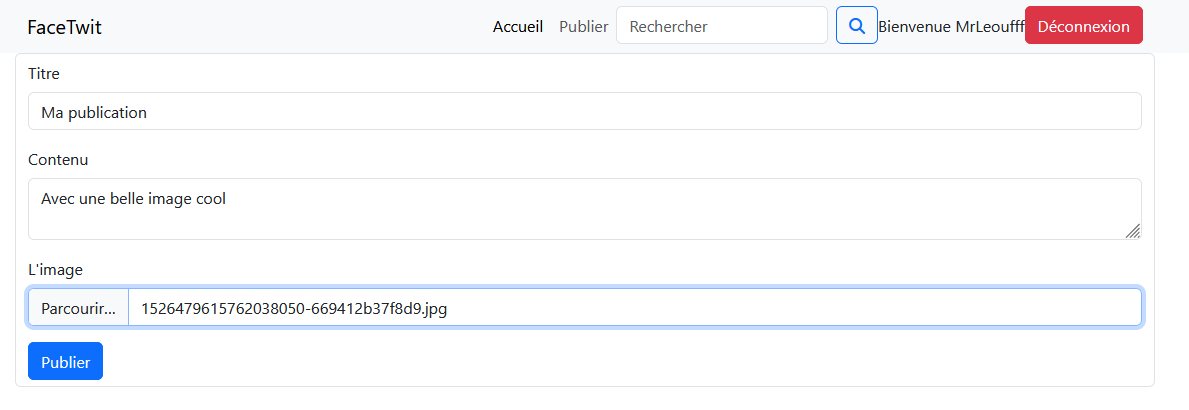 FaceTwit Accueil Publier Rechercher Bienvenue MrLeoufff Déconnexion
Titre
Ma publication
Contenu
Avec une belle image cool
L'image
Parcourir... 1526479615762038050-669412b37f8d9.jpg
Publier